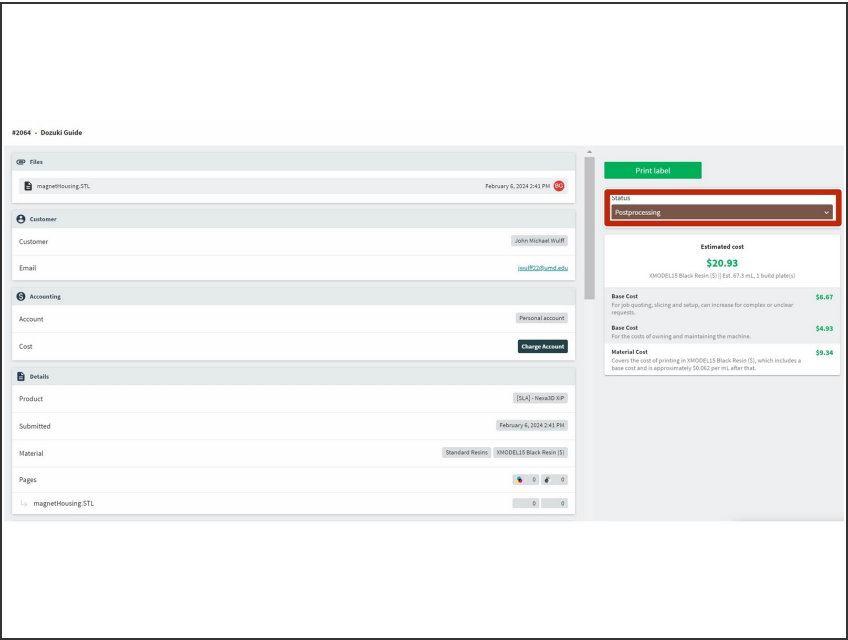 #2064 - Dozuki Guide
Files
magnetHousing.STL
February 6, 2024 2:41 PM
BG
Customer
Customer
John Michael Wulff
Email
jwulff22@umd.edu
Accounting
Account
Personal account
Cost
Charge Account
Details
Product
[SLA] - Nexa3D XiP
Submitted
February 6, 2024 2:41 PM
Material
Standard Resins
XMODEL15 Black Resin ($)
Pages
0
0
magnetHousing.STL
0
0
Print label
Status
Postprocessing
Estimated cost
$20.93
XMODEL15 Black Resin ($) || Est. 67.3 mL, 1 build plate(s)
Base Cost
$6.67
For job quoting, slicing and setup, can increase for complex or unclear
requests.
Base Cost
$4.93
For the costs of owning and maintaining the machine.
Material Cost
$9.34
Covers the cost of printing in XMODEL15 Black Resin ($), which includes a
base cost and is approximately $0.062 per mL after that.